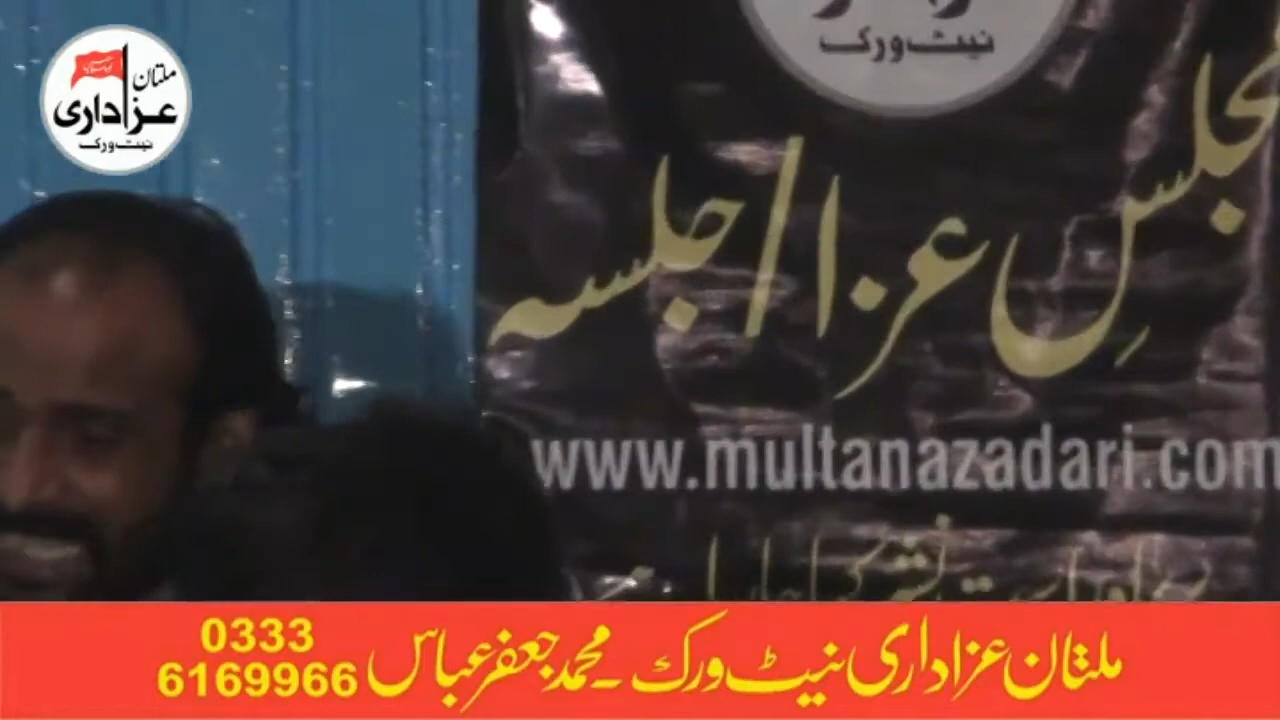 ملتان
عزاداری
نیٹ ورک
نیٹ ورک
مجلسِ عزا/جلسہ
www.multanazadari.com
ملتان عزاداری نیٹ ورک۔ محمد جعفر عباس
0333
6169966